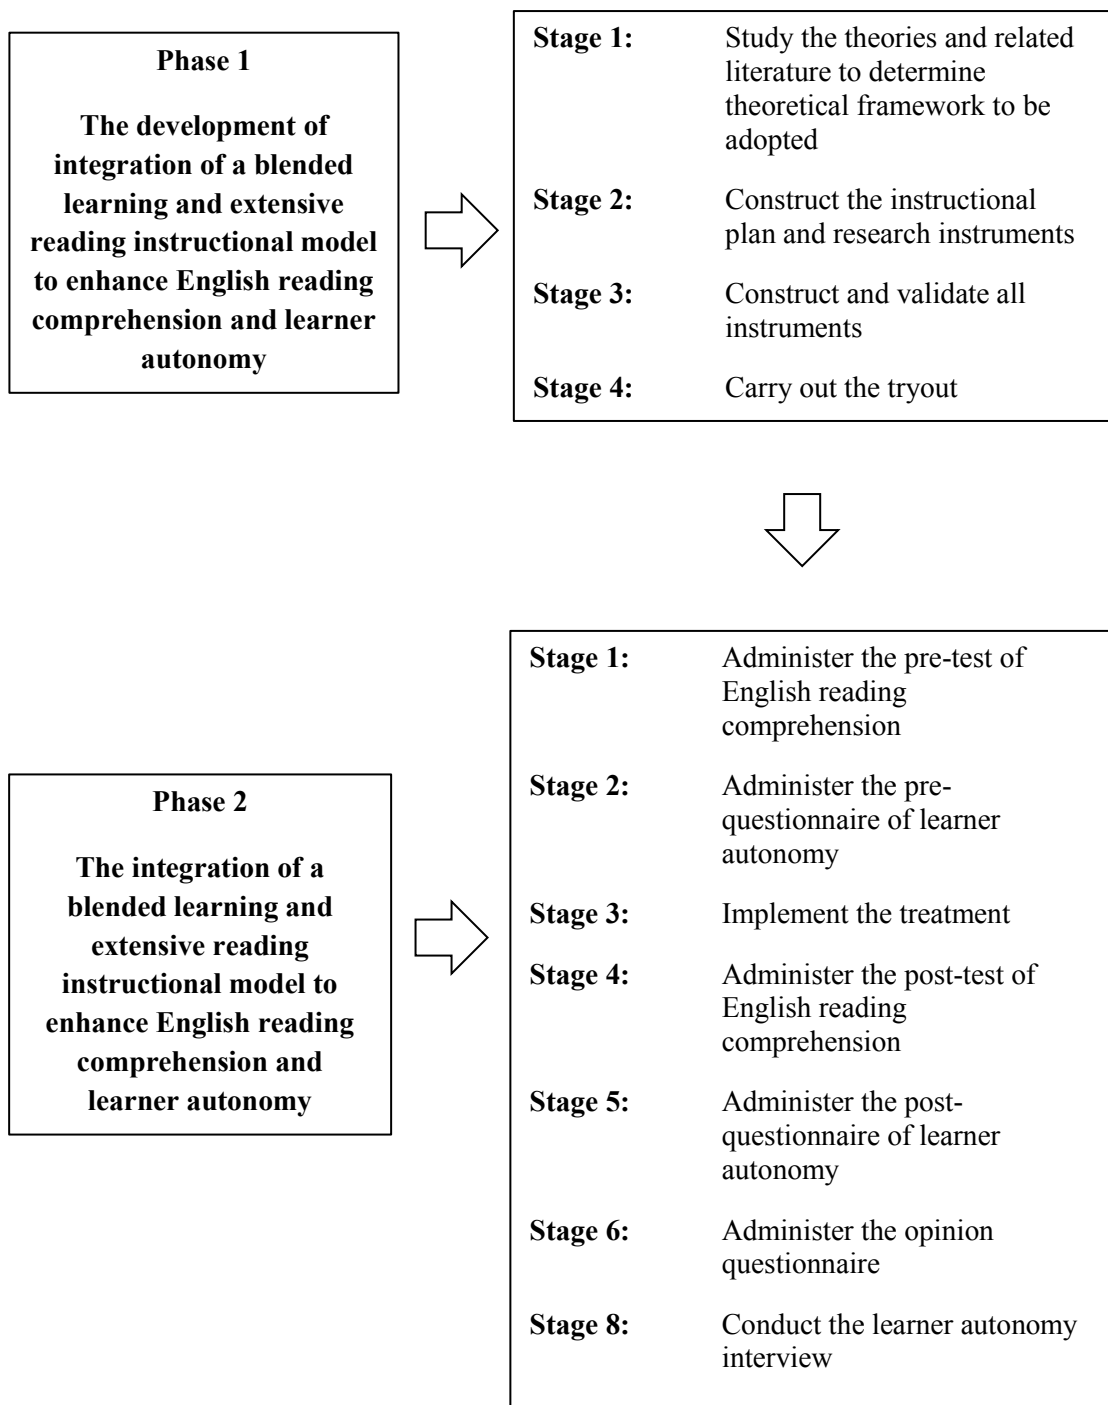 Phase 1
The development of
integration of a blended
learning and extensive
reading instructional model
to enhance English reading
comprehension and learner
autonomy
Stage 1: Study the theories and related
literature to determine
theoretical framework to be
adopted
Stage 2: Construct the instructional
plan and research instruments
Stage 3: Construct and validate all
instruments
Stage 4: Carry out the tryout
Phase 2
The integration of a
blended learning and
extensive reading
instructional model to
enhance English reading
comprehension and
learner autonomy
Stage 1: Administer the pre-test of
English reading
comprehension
Stage 2: Administer the pre-
questionnaire of learner
autonomy
Stage 3: Implement the treatment
Stage 4: Administer the post-test of
English reading
comprehension
Stage 5: Administer the post-
questionnaire of learner
autonomy
Stage 6: Administer the opinion
questionnaire
Stage 8: Conduct the learner autonomy
interview